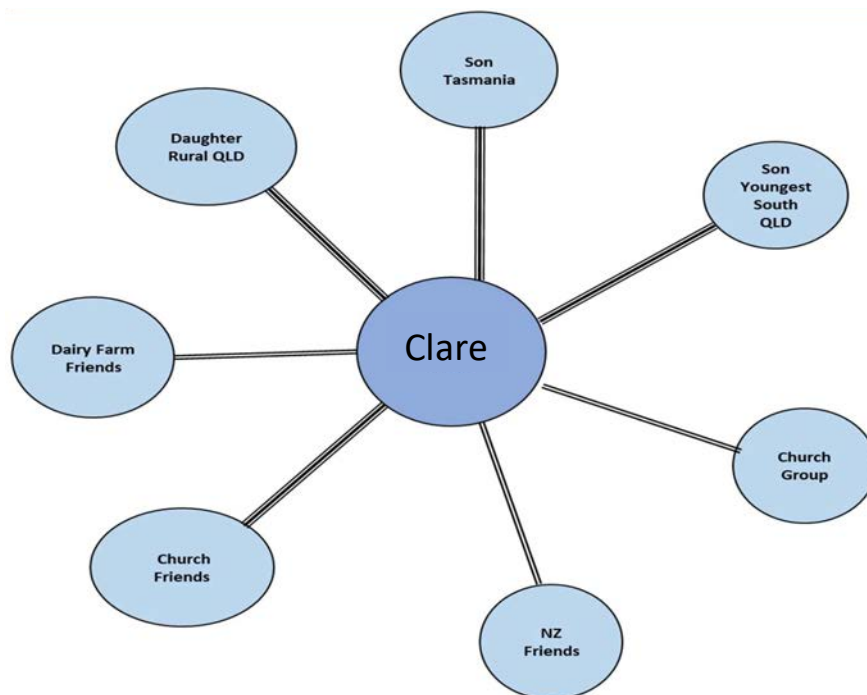 Son
Tasmania
Daughter
Rural QLD
Son
Youngest
South
QLD
Clare
Dairy Farm
Friends
Church
Group
Church
Friends
NZ
Friends